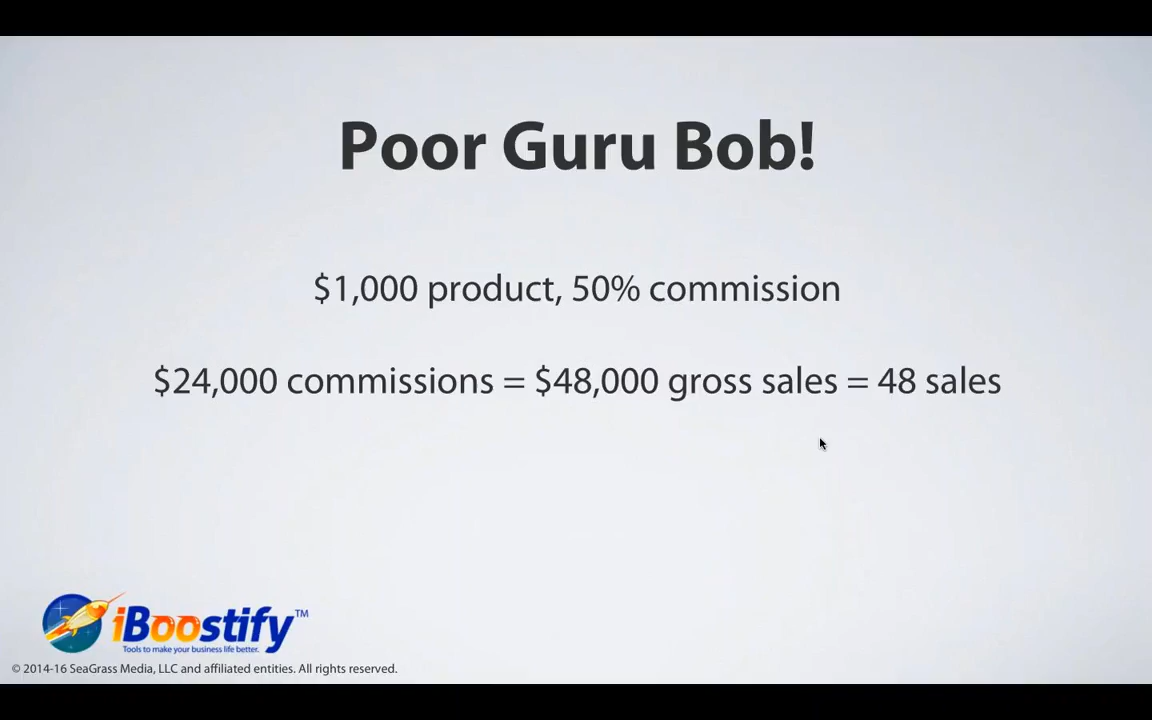 Poor Guru Bob!
$1,000 product, 50% commission
$24,000 commissions = $48,000 gross sales = 48 sales
iBoostify™
Tools to make your business life better.
© 2014-16 SeaGrass Media, LLC and affiliated entities. All rights reserved.